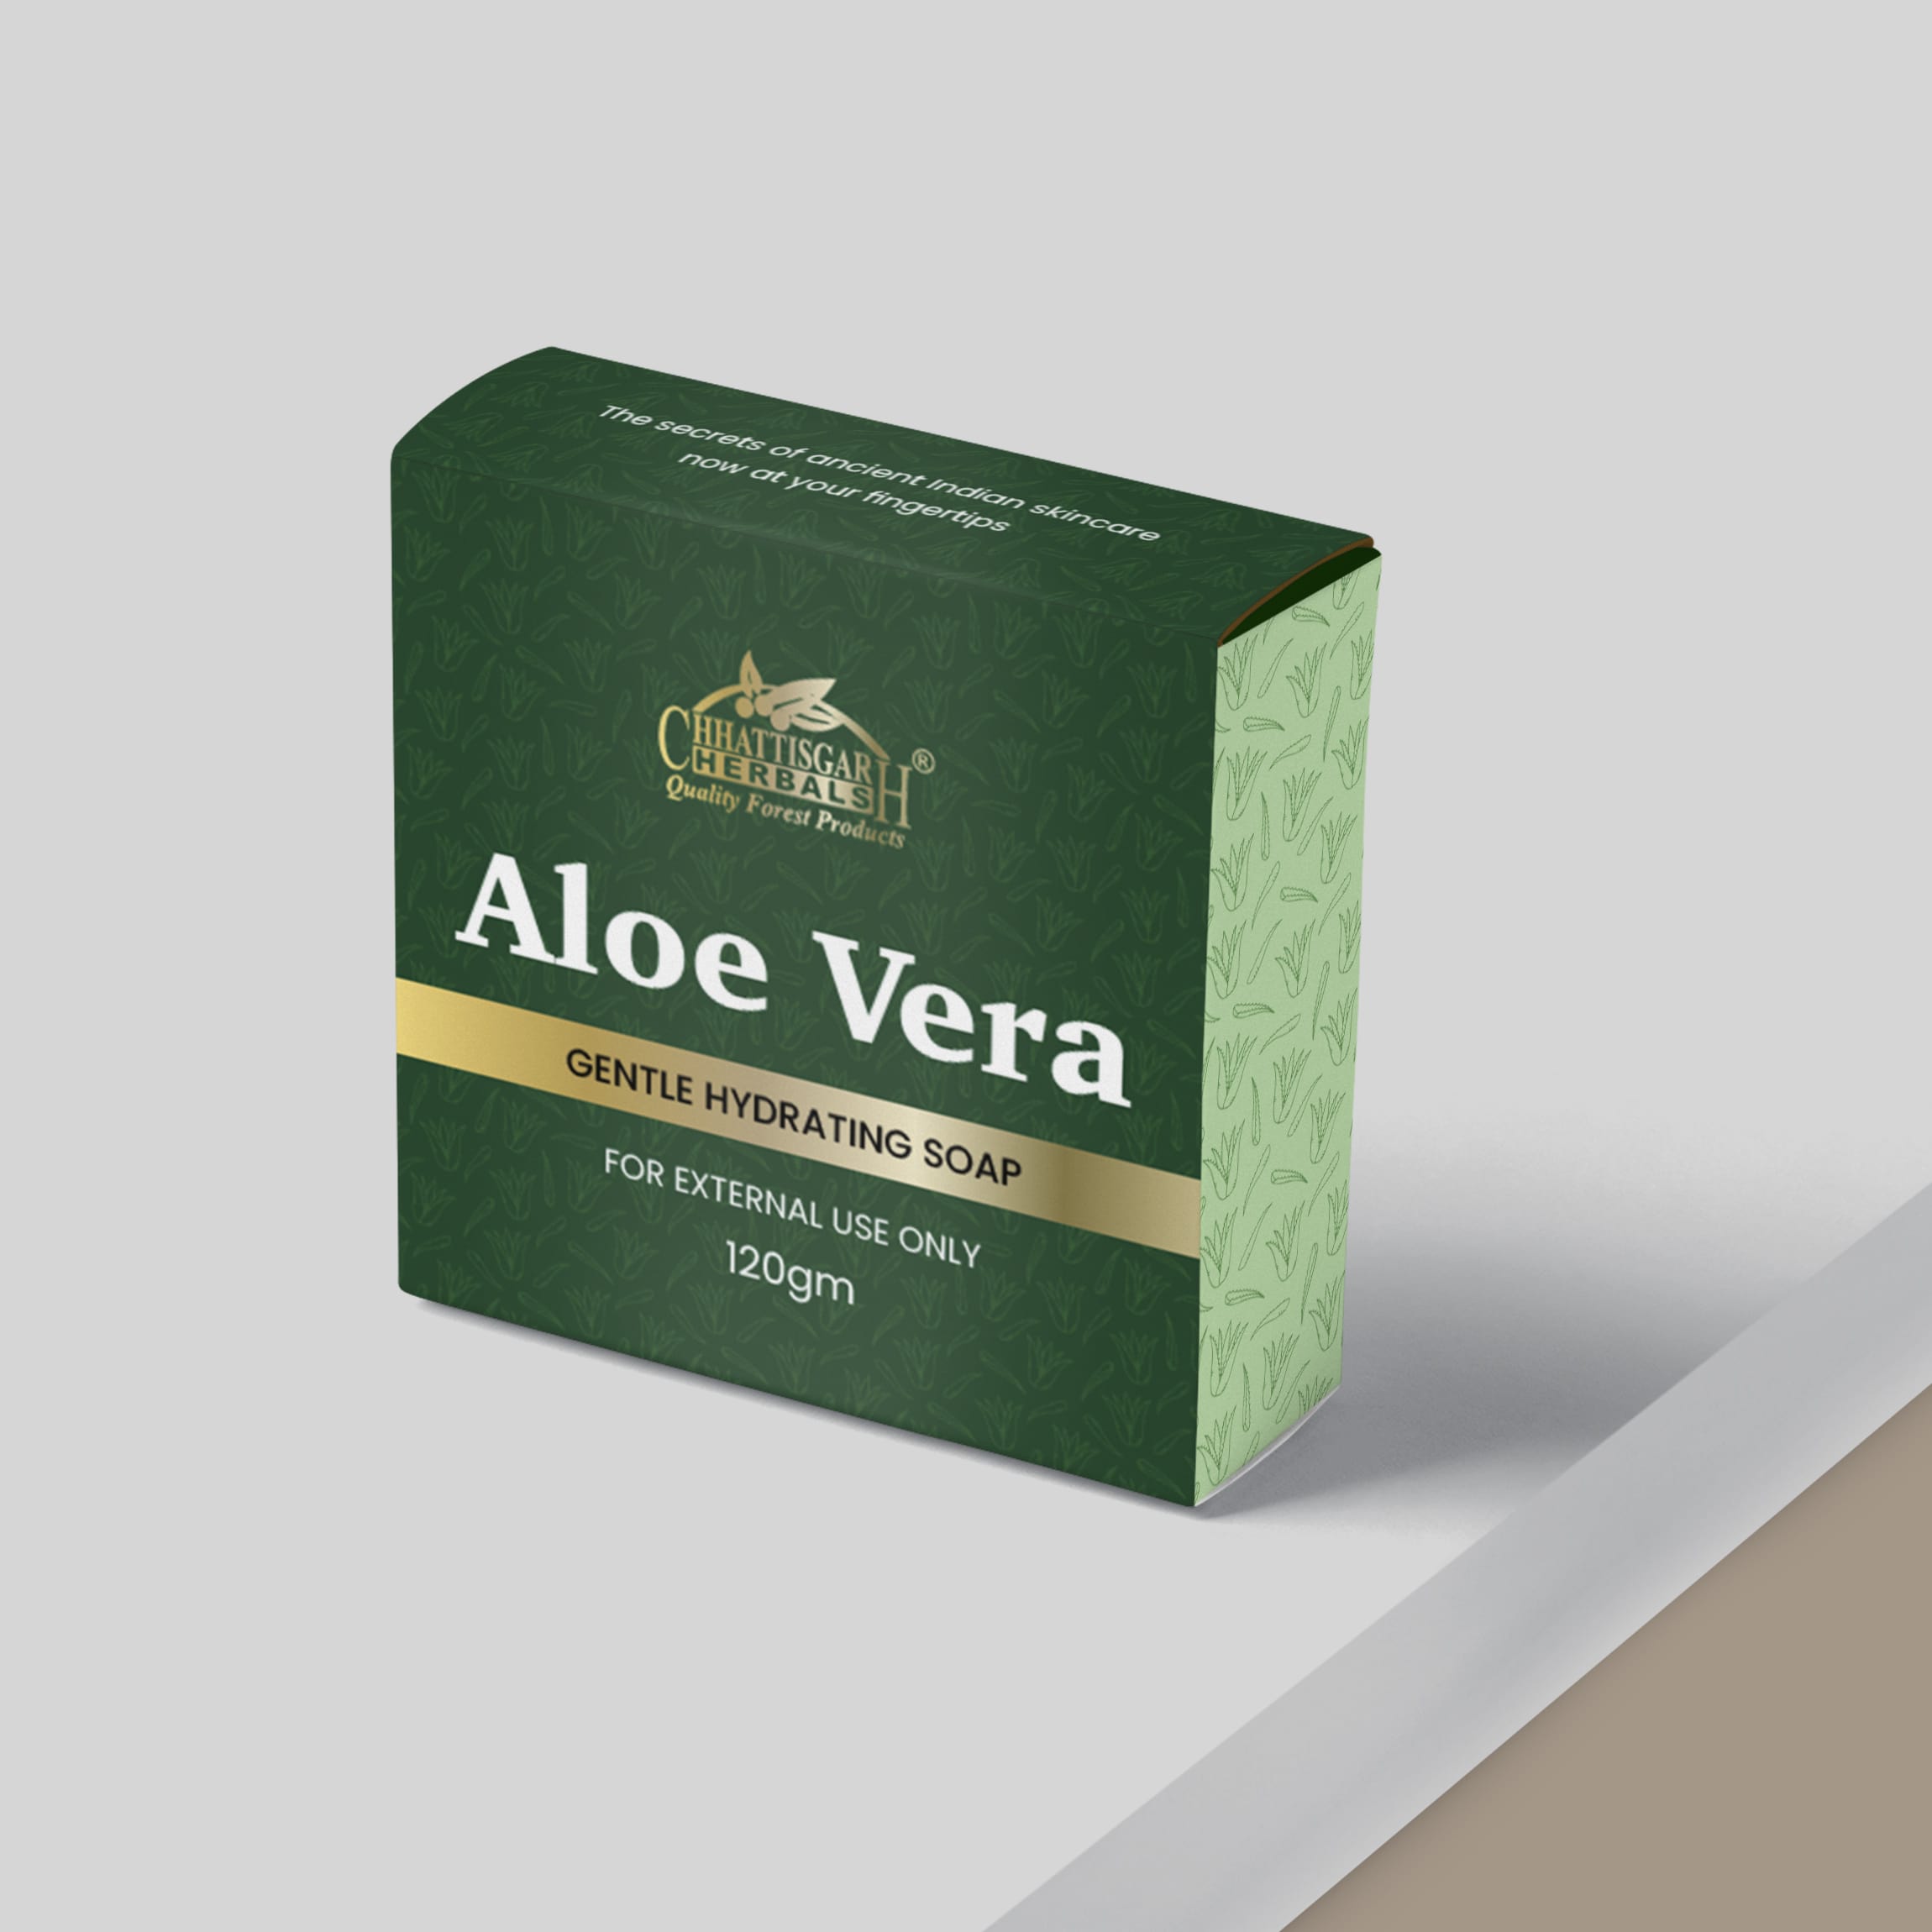 The secrets of ancient Indian skincare
now at your fingertips
CHHATTISGARH®
HERBALS
Quality Forest Products
Aloe Vera
GENTLE HYDRATING SOAP
FOR EXTERNAL USE ONLY
120gm